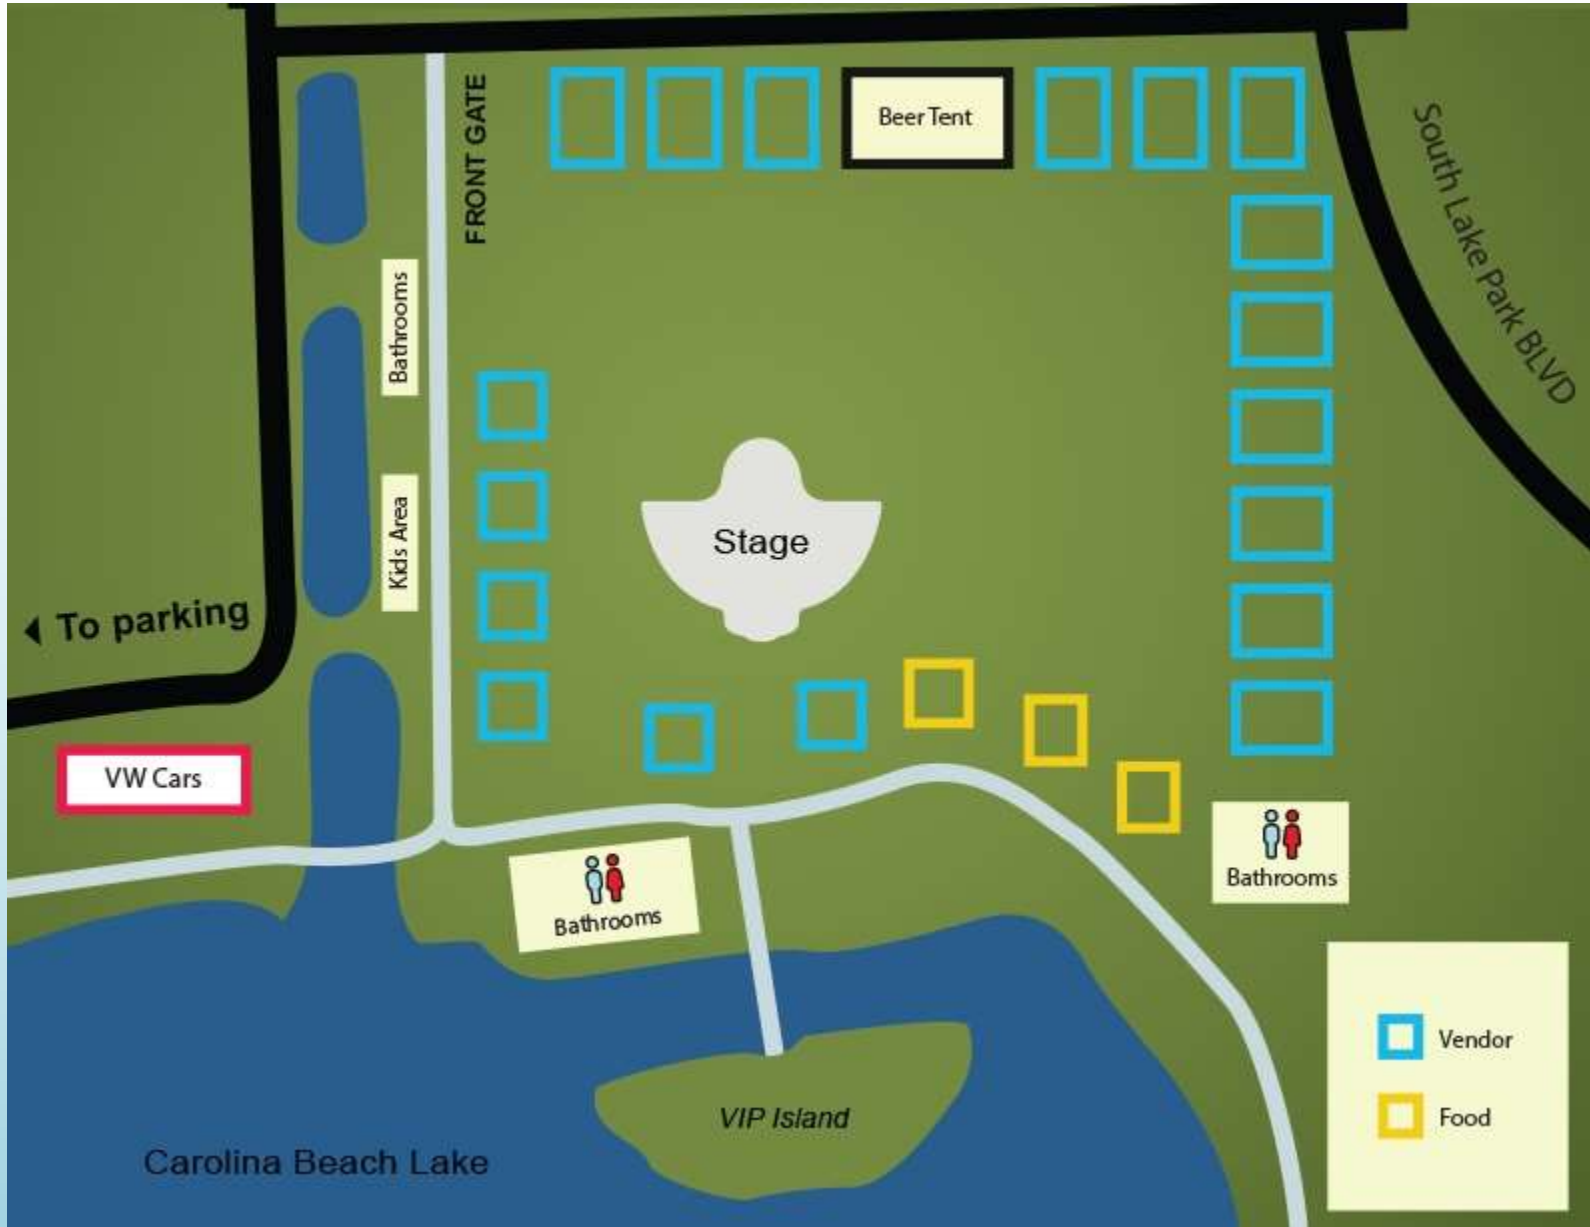 FRONT GATE
Beer Tent
South Lake Park BLVD
Bathrooms
Kids Area
Stage
To parking
VW Cars
Bathrooms
Bathrooms
Vendor
Food
VIP Island
Carolina Beach Lake